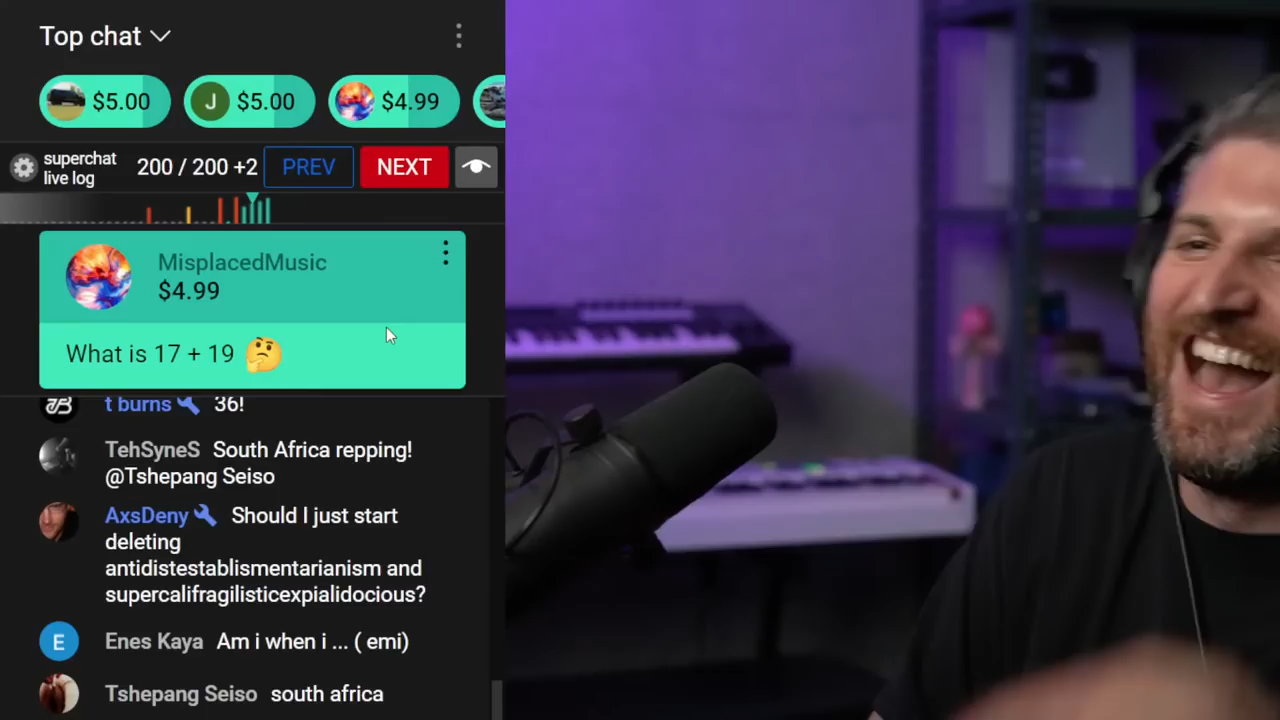 Top chat
$5.00
J $5.00
$4.99
superchat
live log
200 / 200 +2
PREV
NEXT
MisplacedMusic
$4.99
What is 17 + 19 🤔
t burns 36!
TehSyneS South Africa repping!
@Tshepang Seiso
AxsDeny Should I just start
deleting
antidistestablismentarianism and
supercalifragilisticexpialidocious?
E Enes Kaya Am i when i ... ( emi)
Tshepang Seiso south africa